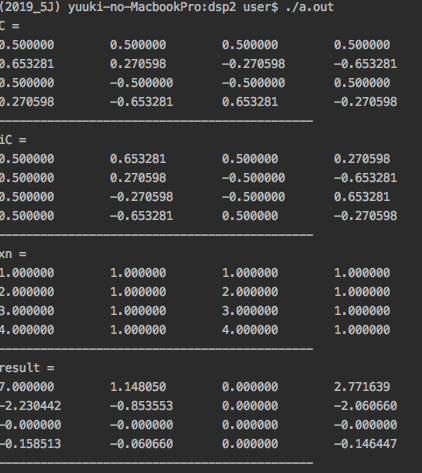 (2019_5J) yuuki-no-MacbookPro:dsp2 user$ ./a.out
C =
0.500000 0.500000 0.500000 0.500000
0.653281 0.270598 -0.270598 -0.653281
0.500000 -0.500000 -0.500000 0.500000
0.270598 -0.653281 0.653281 -0.270598
iC =
0.500000 0.653281 0.500000 0.270598
0.500000 0.270598 -0.500000 -0.653281
0.500000 -0.270598 -0.500000 0.653281
0.500000 -0.653281 0.500000 -0.270598
xn =
1.000000 1.000000 1.000000 1.000000
2.000000 1.000000 2.000000 1.000000
3.000000 1.000000 3.000000 1.000000
4.000000 1.000000 4.000000 1.000000
result =
7.000000 1.148050 0.000000 2.771639
-2.230442 -0.853553 0.000000 -2.060660
-0.000000 -0.000000 0.000000 -0.000000
-0.158513 -0.060660 0.000000 -0.146447